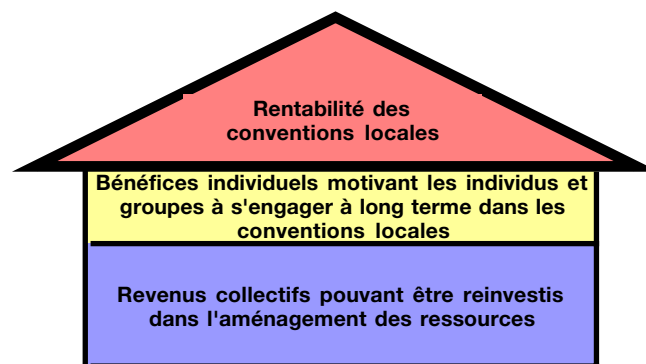 Rentabilité des
conventions locales
Bénéfices individuels motivant les individus et
groupes à s'engager à long terme dans les
conventions locales
Revenus collectifs pouvant être reinvestis
dans l'aménagement des ressources